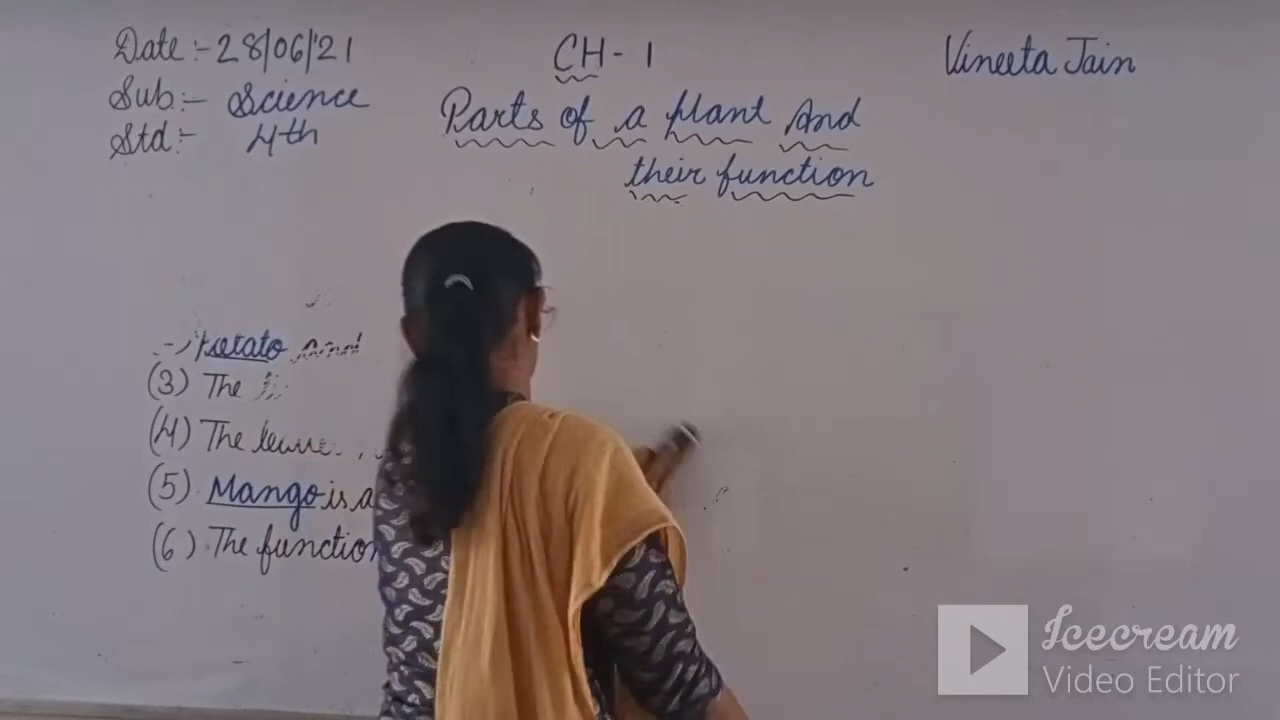 Date:- 28/06/'21
CH-1
Vineeta Jain
Sub:- Science
Std:- 4th
Parts of a plant And
their function
(3) The
(4) The
(5) Mango is a
(6) The function
Icecream
Video Editor